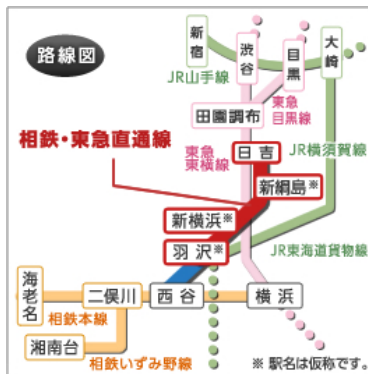 路線図
新宿
渋谷
目黒
大崎
JR山手線
東急
目黒線
田園調布
相鉄・東急直通線
東急
東横線
日吉
JR横須賀線
新綱島※
新横浜※
羽沢※
JR東海道貨物線
海老名
二俣川
西谷
横浜
相鉄本線
湘南台
相鉄いずみ野線
※ 駅名は仮称です。